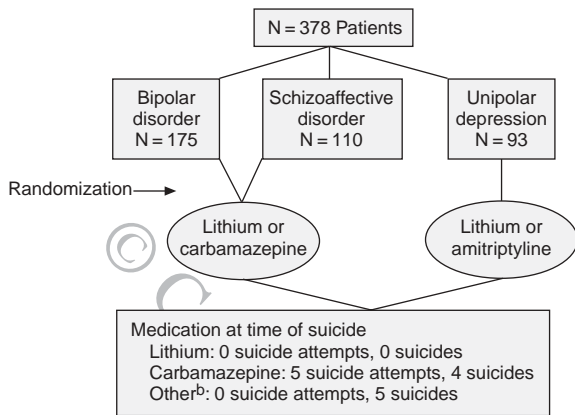 N = 378 Patients
Bipolar
disorder
N = 175
Schizoaffective
disorder
N = 110
Unipolar
depression
N = 93
Randomization
Lithium or
carbamazepine
Lithium or
amitriptyline
©
C
Medication at time of suicide
Lithium: 0 suicide attempts, 0 suicides
Carbamazepine: 5 suicide attempts, 4 suicides
Otherᵇ: 0 suicide attempts, 5 suicides